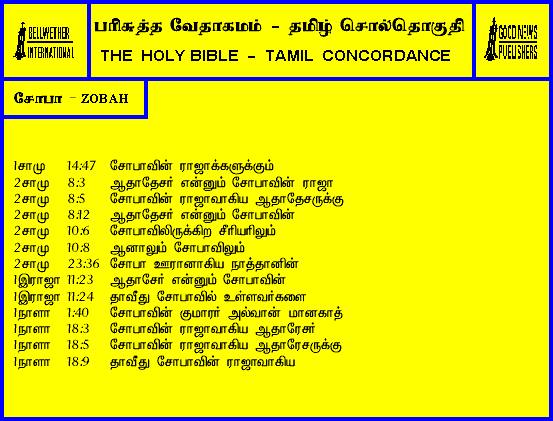 BELLWETHER INTERNATIONAL
பரிசுத்த வேதாகமம் - தமிழ் சொல்தொகுதி
THE HOLY BIBLE - TAMIL CONCORDANCE
GOOD NEWS PUBLISHERS
சோபா - ZOBAH
1சாமு 14:47 சோபாவின் ராஜாக்களுக்கும்
2சாமு 8:3 ஆதாதேசர் என்னும் சோபாவின் ராஜா
2சாமு 8:5 சோபாவின் ராஜாவாகிய ஆதாதேசருக்கு
2சாமு 8:12 ஆதாதேசர் என்னும் சோபாவின்
2சாமு 10:6 சோபாவிலிருக்கிற சீரியரிலும்
2சாமு 10:8 ஆனாலும் சோபாவிலும்
2சாமு 23:36 சோபா ஊரானாகிய நாத்தானின்
1இராஜா 11:23 ஆதாசேர் என்னும் சோபாவின்
1இராஜா 11:24 தாவீது சோபாவில் உள்ளவர்களை
1நாளா 1:40 சோபாவின் குமாரர் அல்வான் மானகாத்
1நாளா 18:3 சோபாவின் ராஜாவாகிய ஆதாரேசர்
1நாளா 18:5 சோபாவின் ராஜாவாகிய ஆதாரேசருக்கு
1நாளா 18:9 தாவீது சோபாவின் ராஜாவாகிய